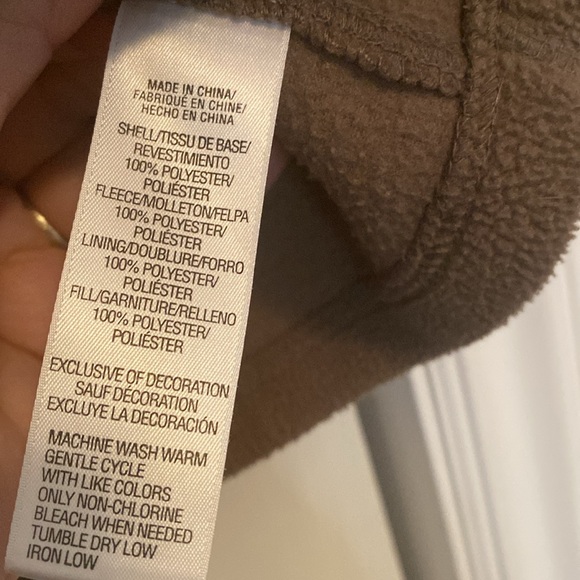 MADE IN CHINA/
FABRIQUÉ EN CHINE/
HECHO EN CHINA
SHELL/TISSU DE BASE/
REVESTIMIENTO
100% POLYESTER/
POLIÉSTER
FLEECE/MOLLETON/FELPA
100% POLYESTER/
POLIÉSTER
LINING/DOUBLURE/FORRO
100% POLYESTER/
POLIÉSTER
FILL/GARNITURE/RELLENO
100% POLYESTER/
POLIÉSTER
EXCLUSIVE OF DECORATION
SAUF DÉCORATION
EXCLUYE LA DECORACIÓN
MACHINE WASH WARM
GENTLE CYCLE
WITH LIKE COLORS
ONLY NON-CHLORINE
BLEACH WHEN NEEDED
TUMBLE DRY LOW
IRON LOW